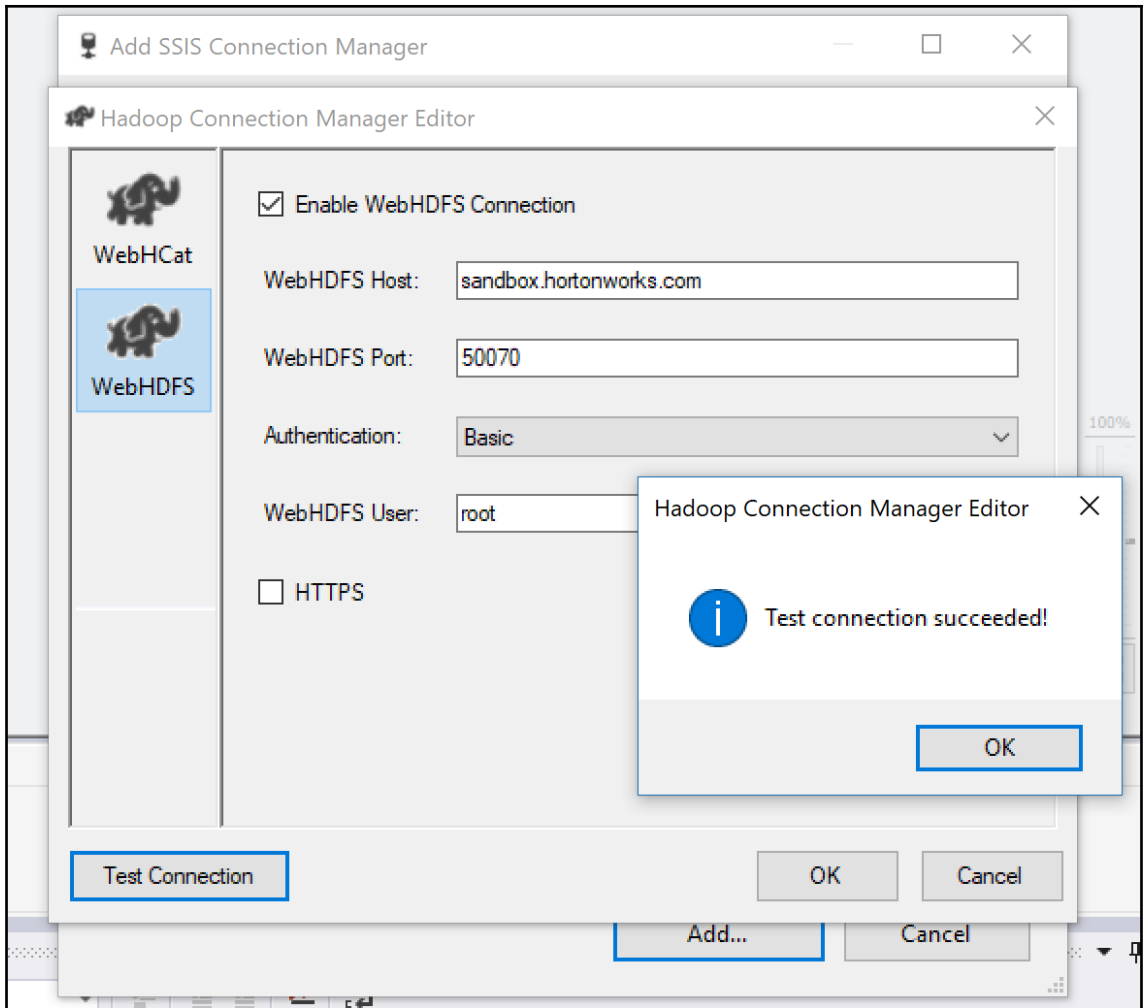 Add SSIS Connection Manager
Hadoop Connection Manager Editor
WebHCat
WebHDFS
Enable WebHDFS Connection
WebHDFS Host:
sandbox.hortonworks.com
WebHDFS Port:
50070
Authentication:
Basic
100%
WebHDFS User:
root
HTTPS
Hadoop Connection Manager Editor
Test connection succeeded!
OK
Test Connection
OK
Cancel
Add...
Cancel